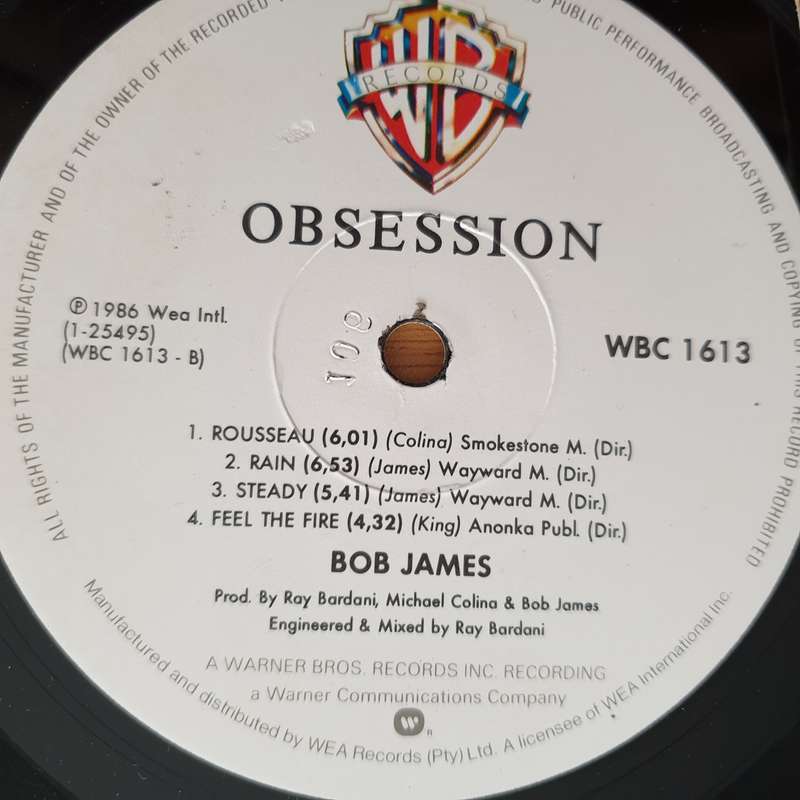 ALL RIGHTS OF THE MANUFACTURER AND OF THE OWNER OF THE RECORDED
PUBLIC PERFORMANCE BROADCASTING AND COPYING OF THIS RECORD PROHIBITED
WB
RECORDS
OBSESSION
℗ 1986 Wea Intl.
(1-25495)
(WBC 1613 - B)
WBC 1613
1. ROUSSEAU (6,01) (Colina) Smokestone M. (Dir.)
2. RAIN (6,53) (James) Wayward M. (Dir.)
3. STEADY (5,41) (James) Wayward M. (Dir.)
4. FEEL THE FIRE (4,32) (King) Anonka Publ. (Dir.)
BOB JAMES
Prod. By Ray Bardani, Michael Colina & Bob James
Engineered & Mixed by Ray Bardani
A WARNER BROS. RECORDS INC. RECORDING
a Warner Communications Company
Manufactured and distributed by WEA Records (Pty) Ltd. A licensee of WEA International Inc.